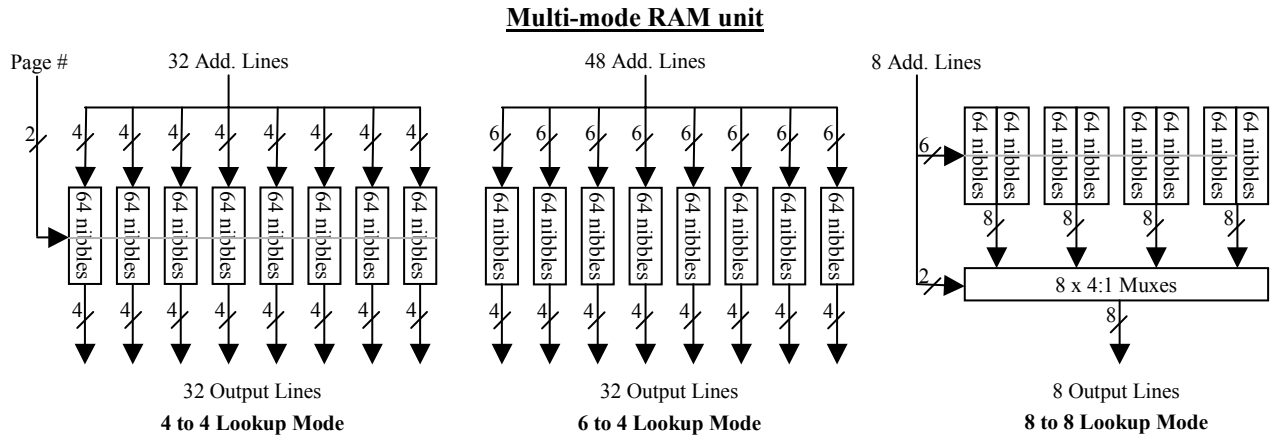 Multi-mode RAM unit
Page #
32 Add. Lines
2
4 4 4 4 4 4 4 4
64 nibbles 64 nibbles 64 nibbles 64 nibbles 64 nibbles 64 nibbles 64 nibbles 64 nibbles
4 4 4 4 4 4 4 4
32 Output Lines
4 to 4 Lookup Mode
48 Add. Lines
6 6 6 6 6 6 6 6
64 nibbles 64 nibbles 64 nibbles 64 nibbles 64 nibbles 64 nibbles 64 nibbles 64 nibbles
4 4 4 4 4 4 4 4
32 Output Lines
6 to 4 Lookup Mode
8 Add. Lines
6
64 nibbles 64 nibbles 64 nibbles 64 nibbles 64 nibbles 64 nibbles 64 nibbles 64 nibbles
8 8 8 8
2
8 x 4:1 Muxes
8
8 Output Lines
8 to 8 Lookup Mode